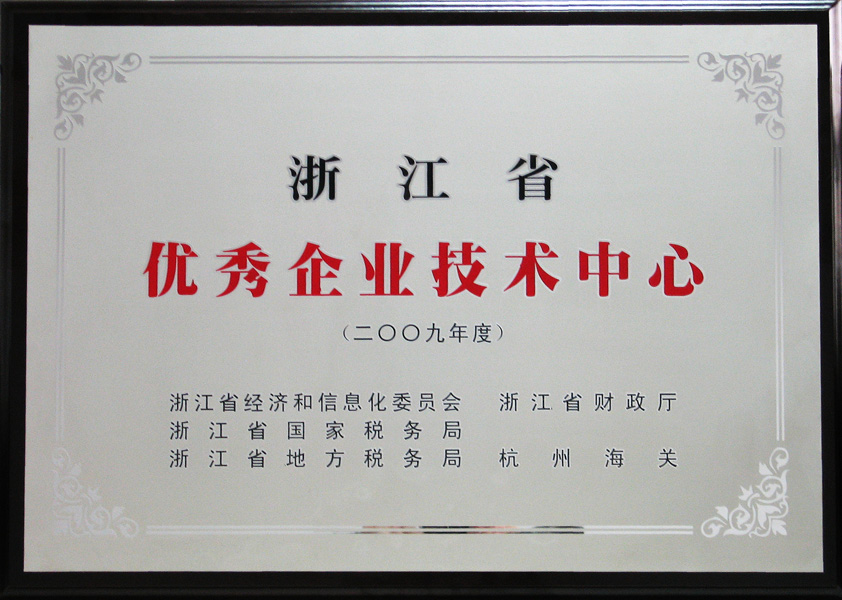 浙江省
优秀企业技术中心
（二〇〇九年度）
浙江省经济和信息化委员会 浙江省财政厅
浙江省国家税务局
浙江省地方税务局 杭州海关